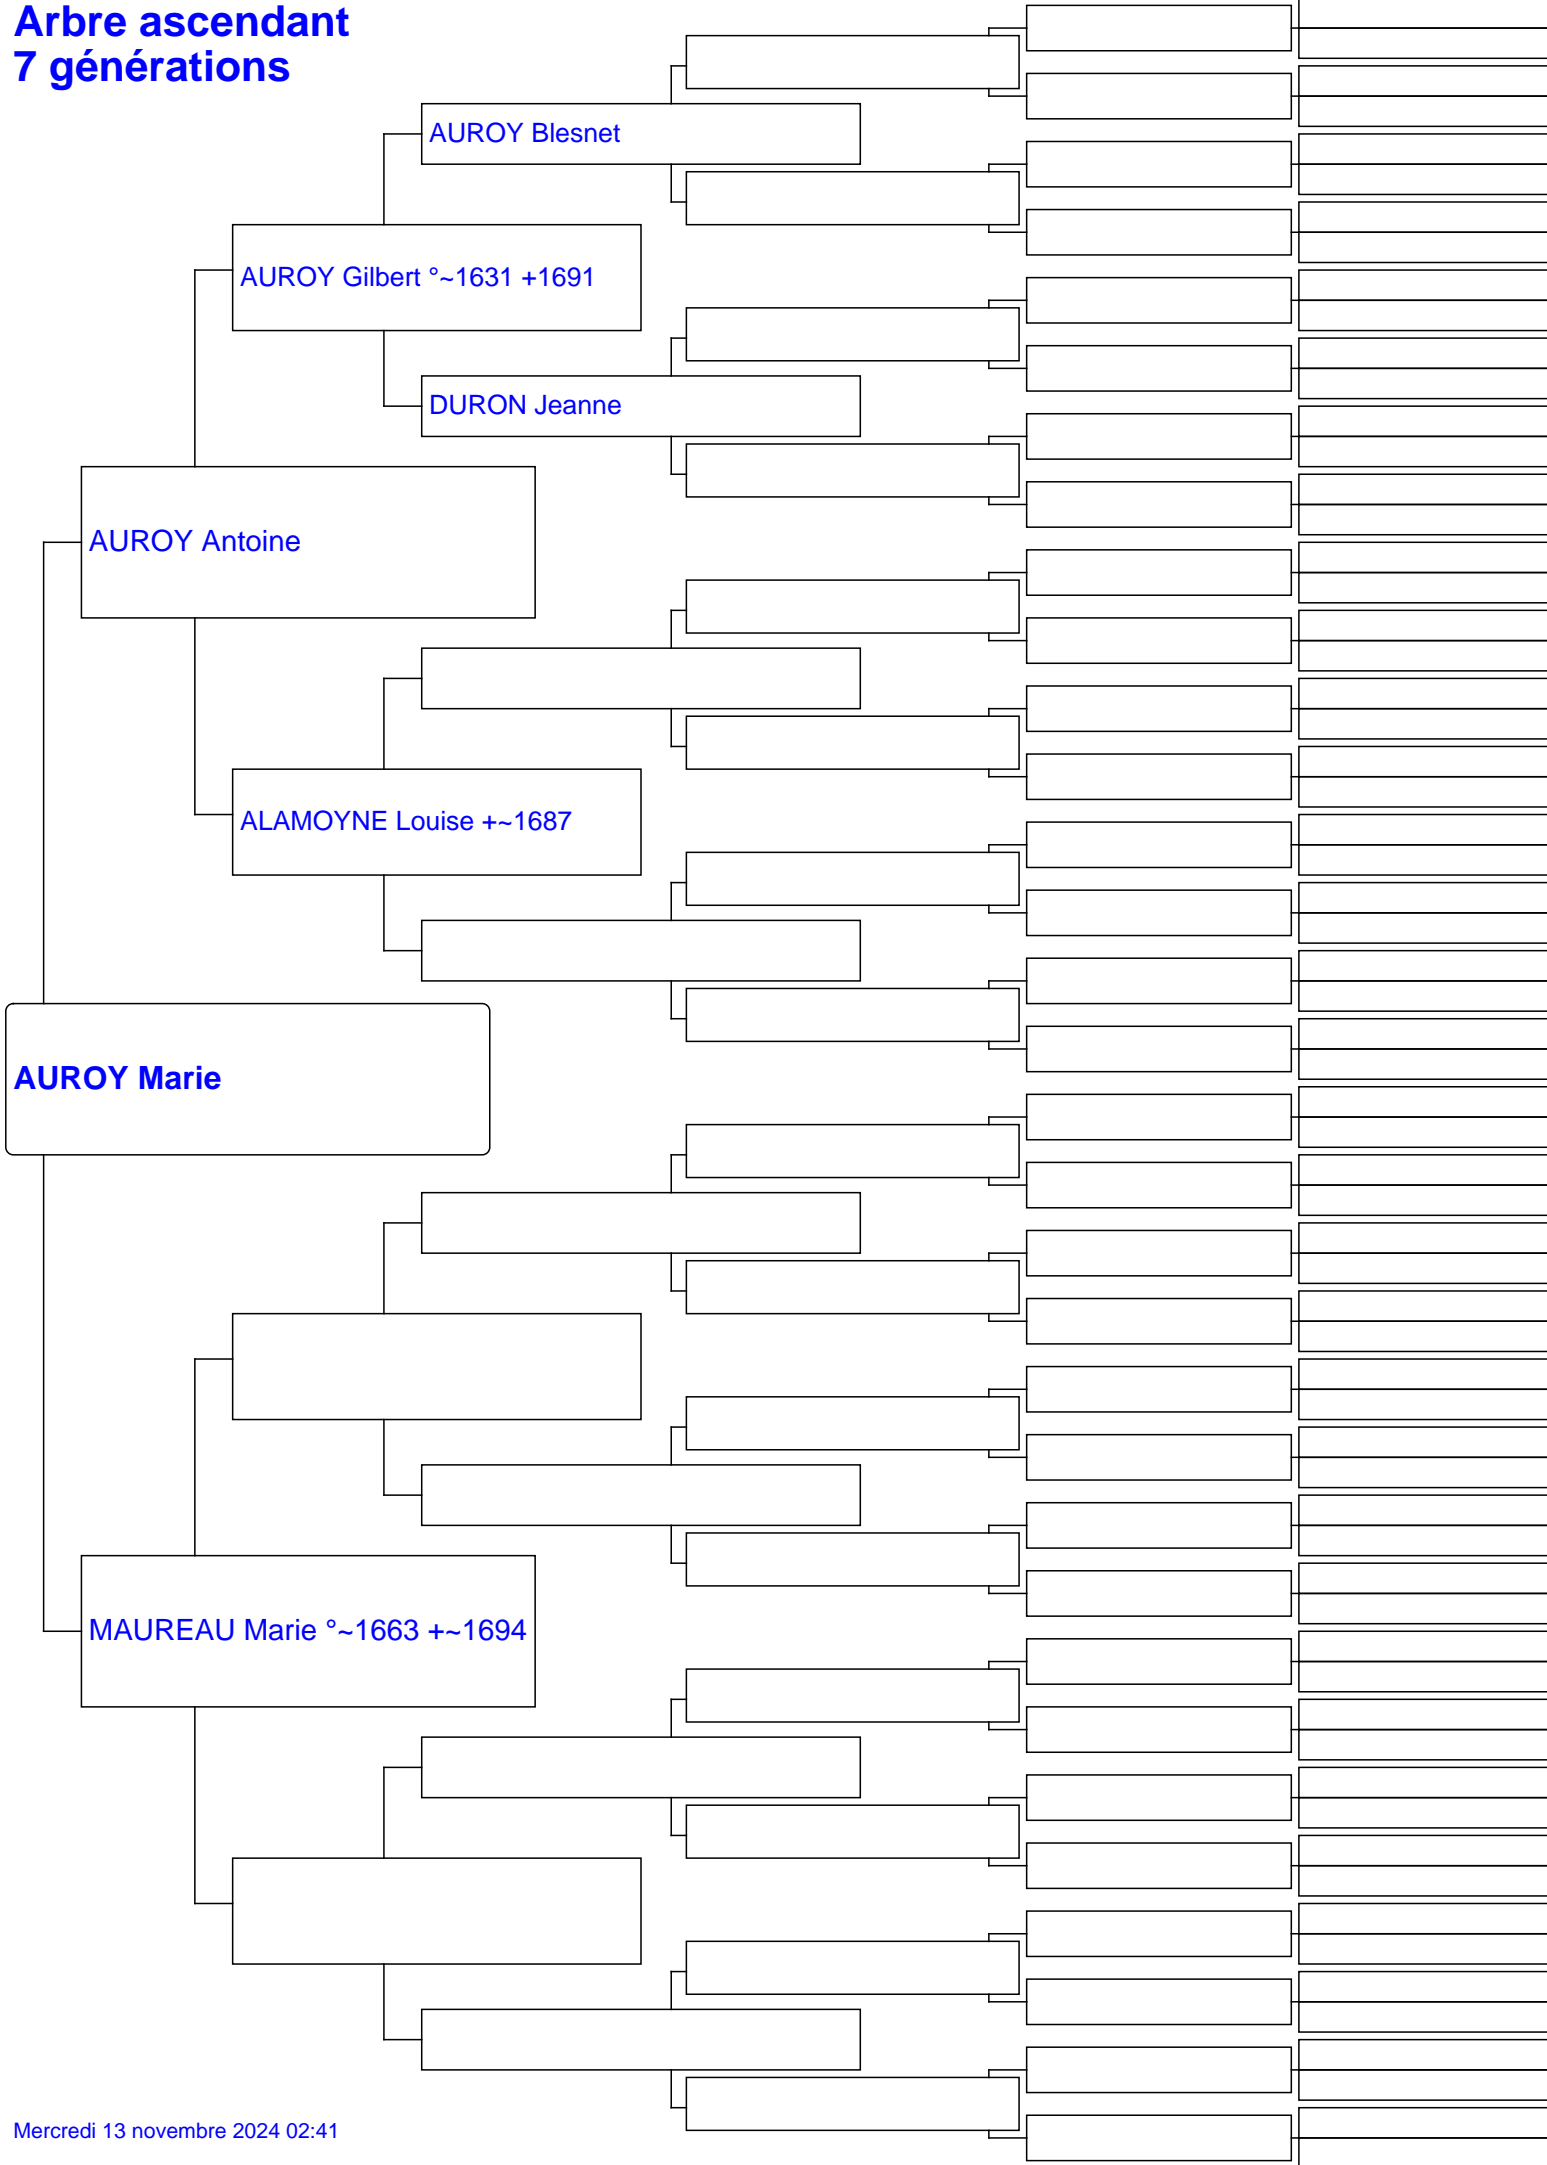 Arbre ascendant
7 générations
AUROY Blesnet
AUROY Gilbert °~1631 +1691
DURON Jeanne
AUROY Antoine
ALAMOYNE Louise +~1687
AUROY Marie
MAUREAU Marie °~1663 +~1694
Mercredi 13 novembre 2024 02:41